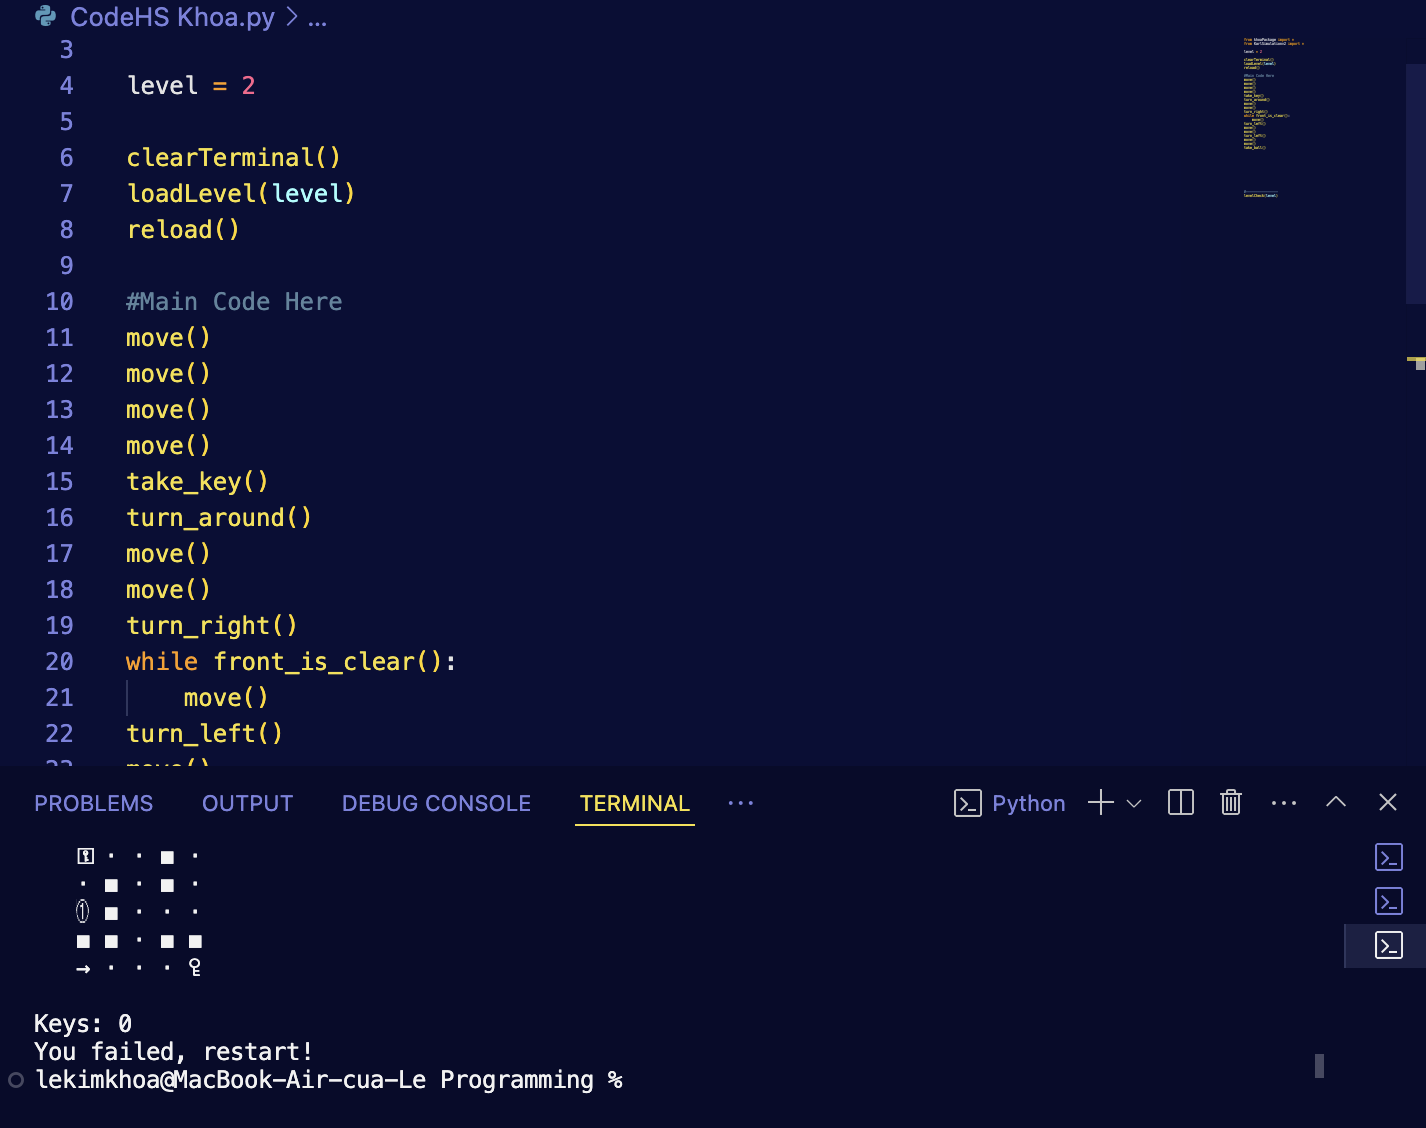 CodeHS Khoa.py > ...
3
4 level = 2
5
6 clearTerminal()
7 loadLevel(level)
8 reload()
9
10 #Main Code Here
11 move()
12 move()
13 move()
14 move()
15 take_key()
16 turn_around()
17 move()
18 move()
19 turn_right()
20 while front_is_clear():
21     move()
22 turn_left()
23 move()
PROBLEMS OUTPUT DEBUG CONSOLE TERMINAL ... Python
⚿ · · ■ ·
· ■ · ■ ·
① ■ · · ·
■ ■ · ■ ■
→ · · · ⚷
Keys: 0
You failed, restart!
lekimkhoa@MacBook-Air-cua-Le Programming %